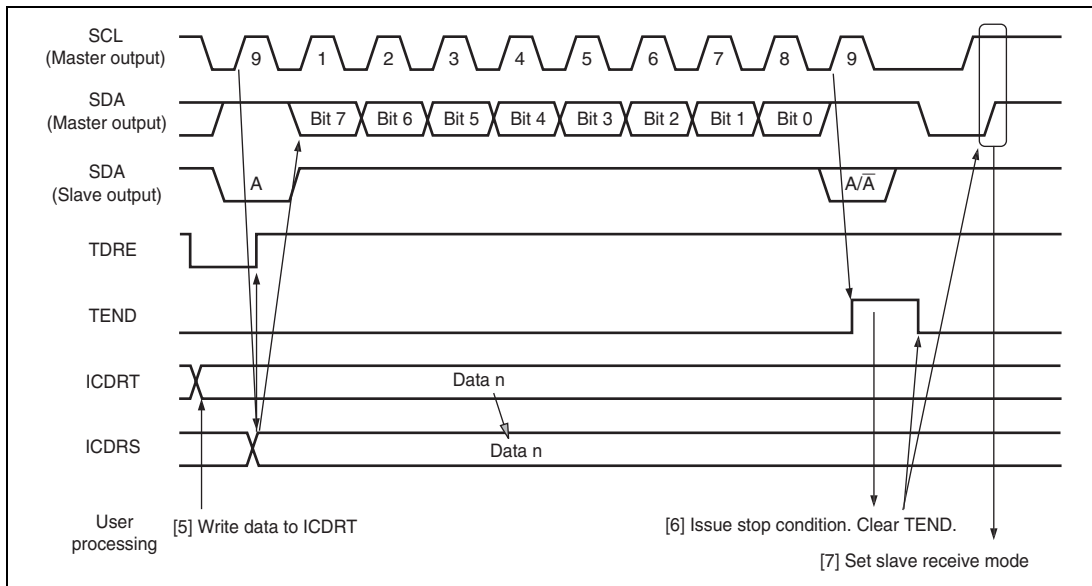 SCL
(Master output)
9 1 2 3 4 5 6 7 8 9
SDA
(Master output)
Bit 7 Bit 6 Bit 5 Bit 4 Bit 3 Bit 2 Bit 1 Bit 0
SDA
(Slave output)
A A/A̅
TDRE
TEND
ICDRT
Data n
ICDRS
Data n
User
processing
[5] Write data to ICDRT
[6] Issue stop condition. Clear TEND.
[7] Set slave receive mode